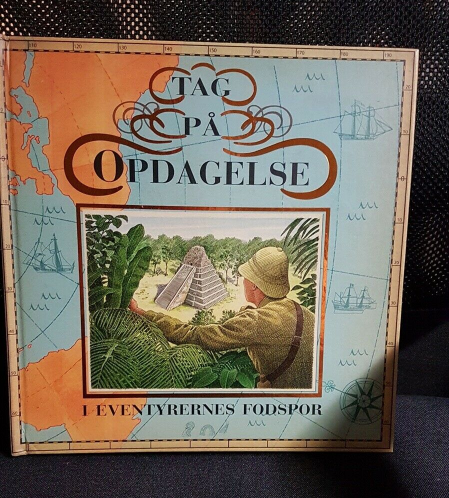 TAG
PÅ
OPDAGELSE
I EVENTYRERNES FODSPOR